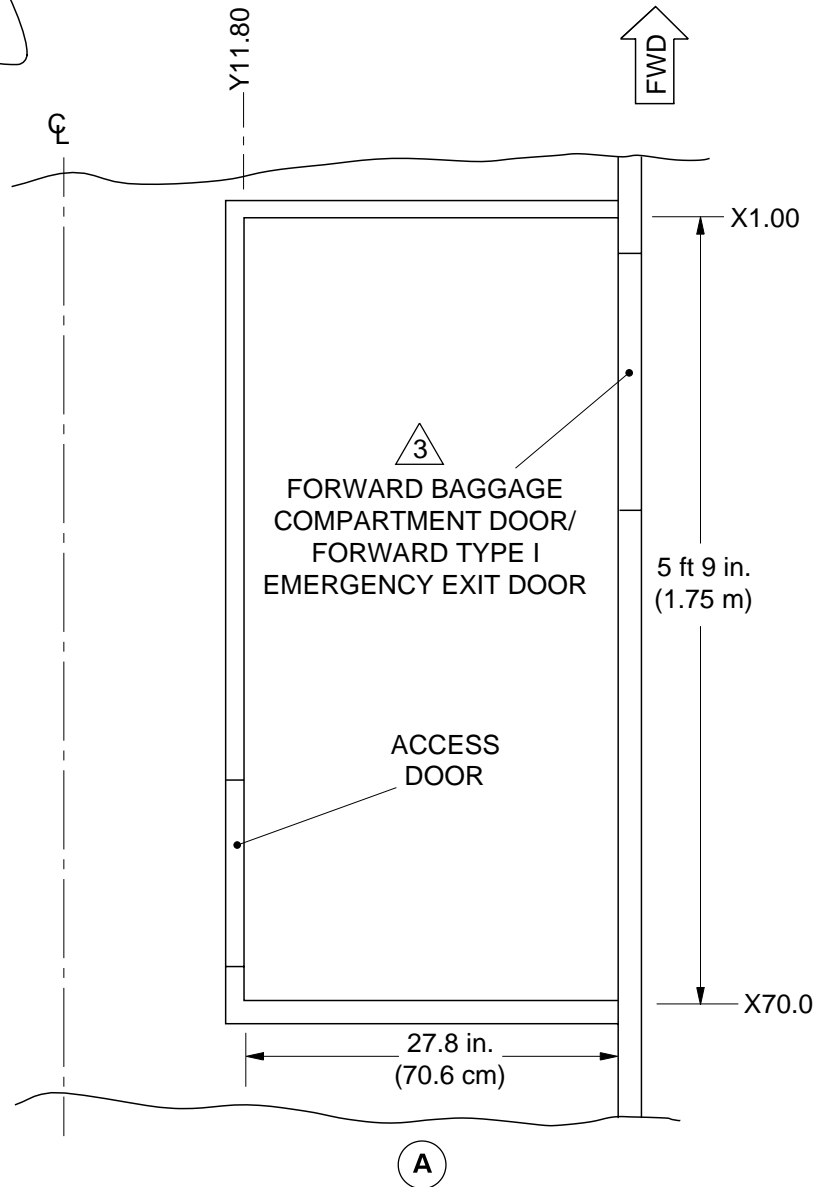 Y11.80
FWD
℄
X1.00
3
FORWARD BAGGAGE
COMPARTMENT DOOR/
FORWARD TYPE I
EMERGENCY EXIT DOOR
5 ft 9 in.
(1.75 m)
ACCESS
DOOR
X70.0
27.8 in.
(70.6 cm)
A